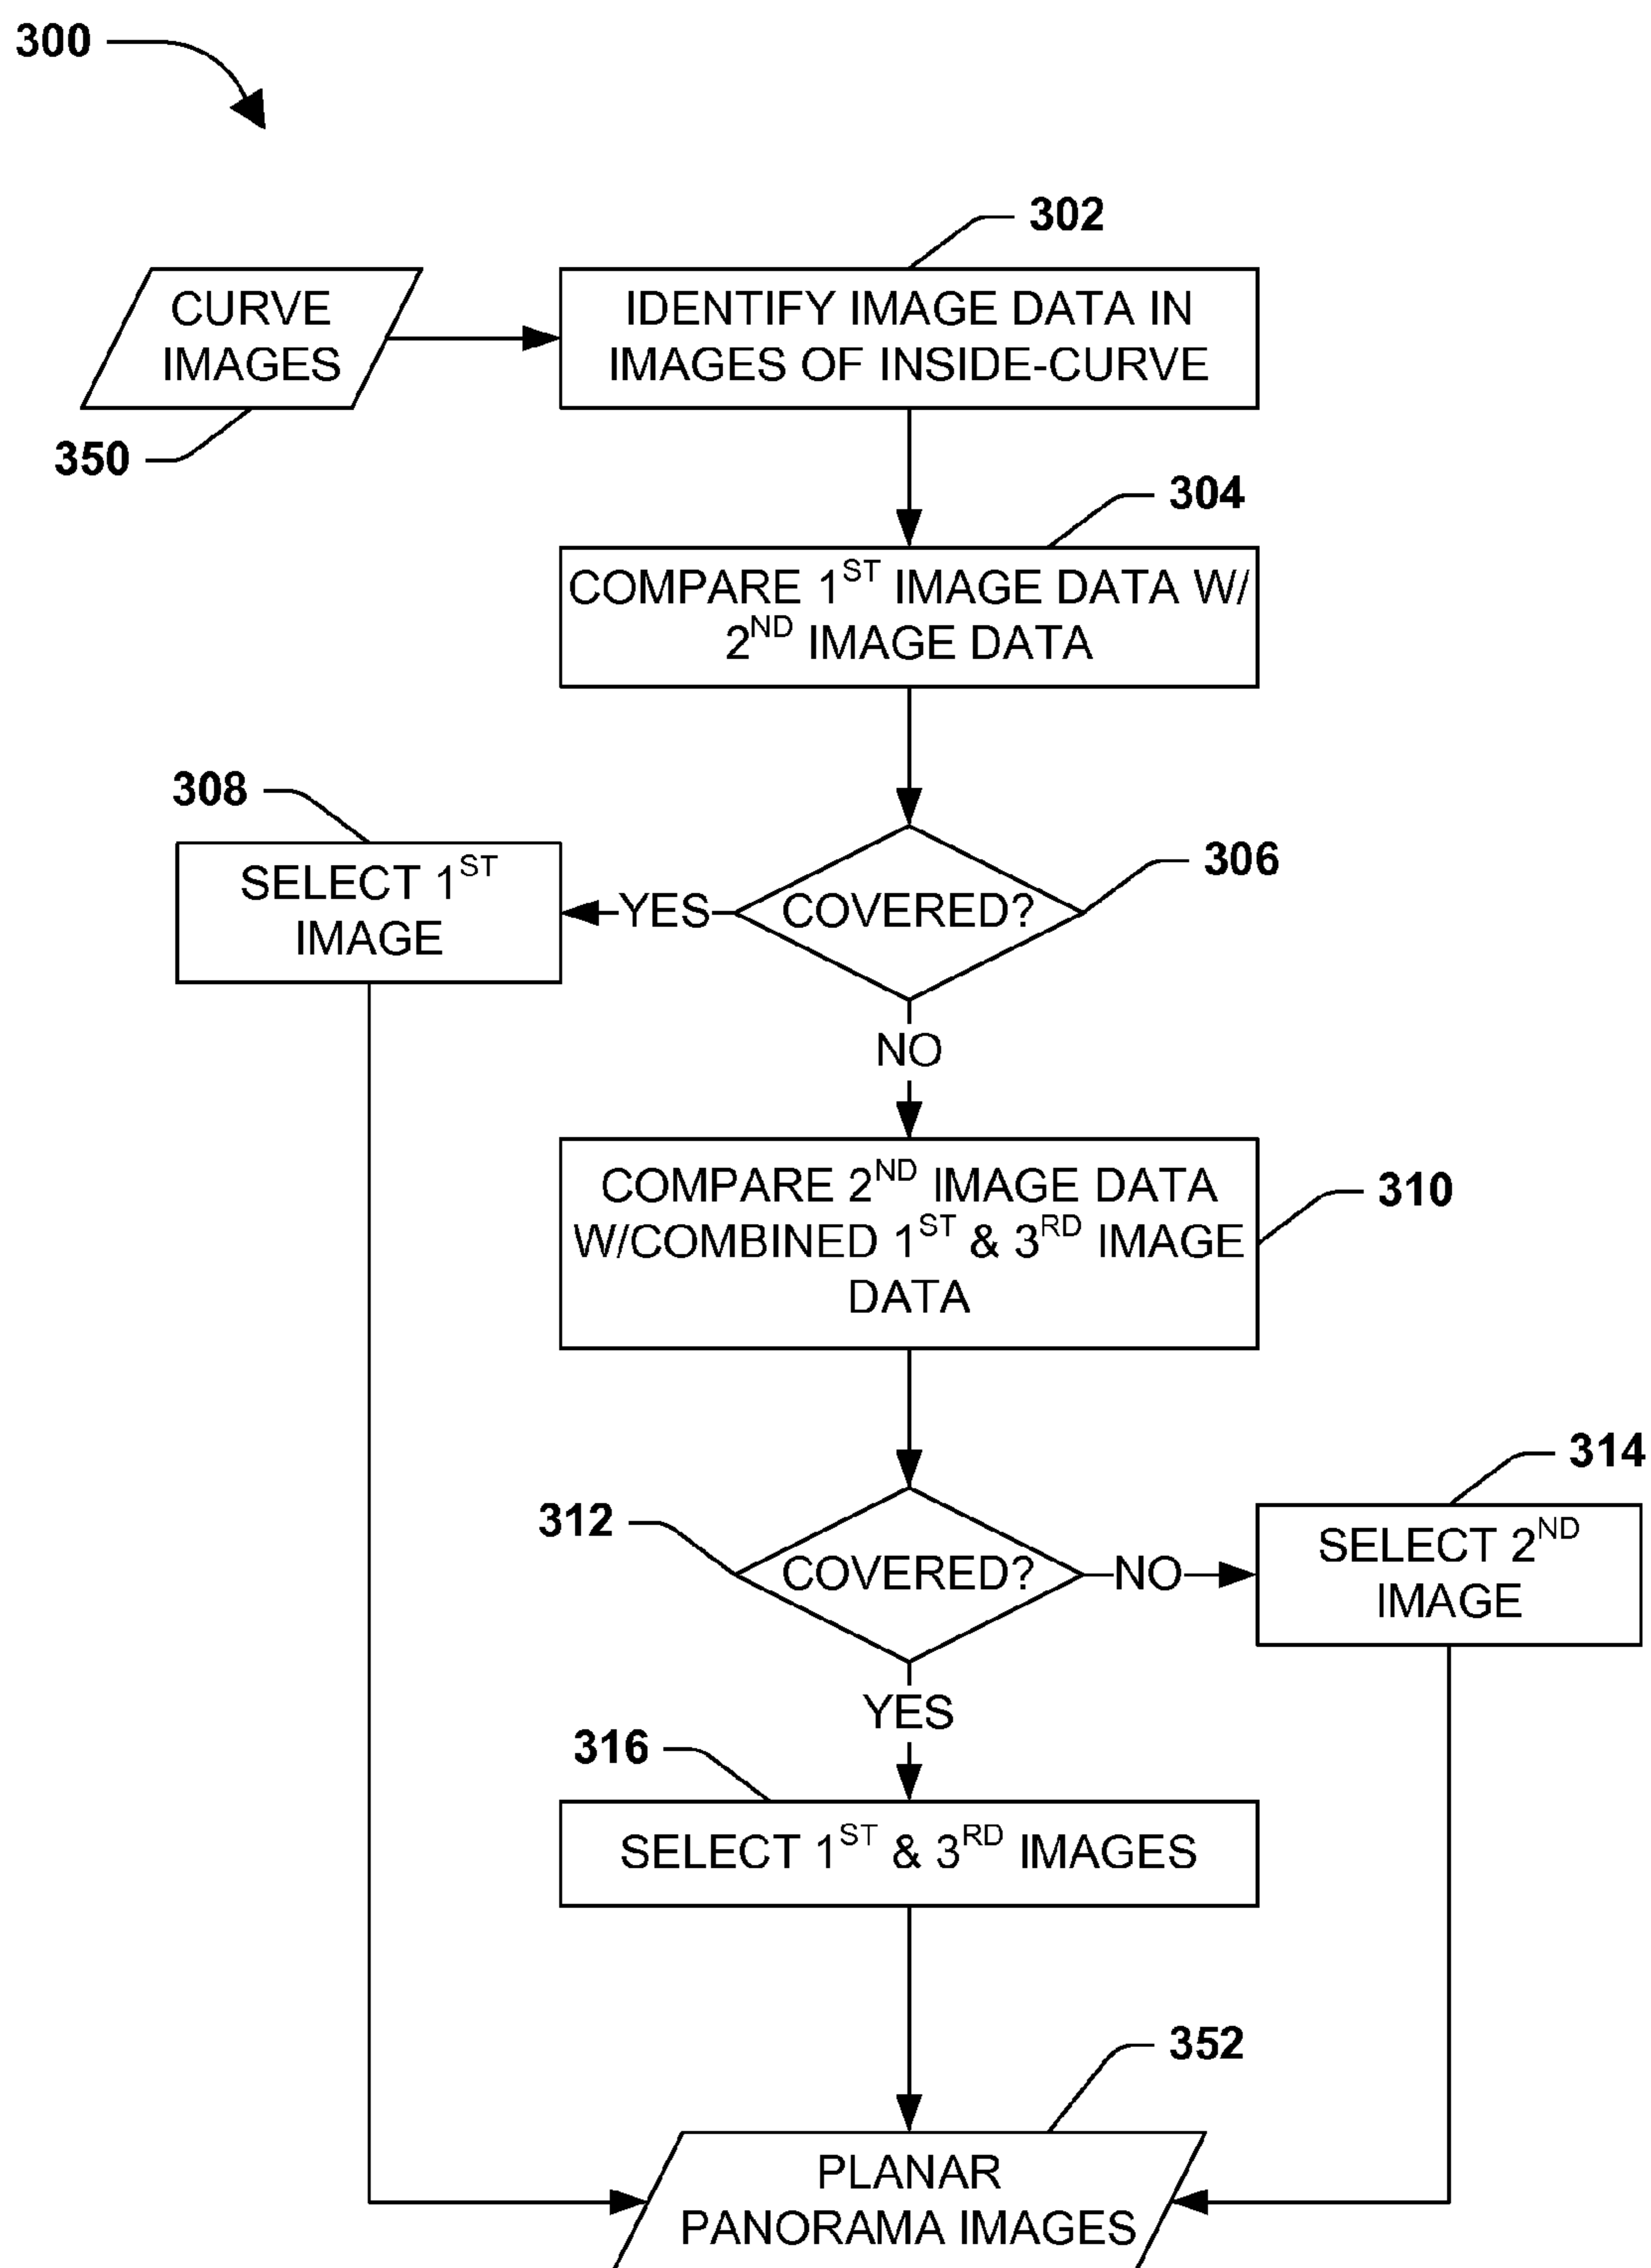 300
302
CURVE
IMAGES
IDENTIFY IMAGE DATA IN
IMAGES OF INSIDE-CURVE
350
304
COMPARE 1ST IMAGE DATA W/
2ND IMAGE DATA
308
306
SELECT 1ST
IMAGE
YES
COVERED?
NO
COMPARE 2ND IMAGE DATA
W/COMBINED 1ST & 3RD IMAGE
DATA
310
314
312
COVERED?
NO
SELECT 2ND
IMAGE
YES
316
SELECT 1ST & 3RD IMAGES
352
PLANAR
PANORAMA IMAGES